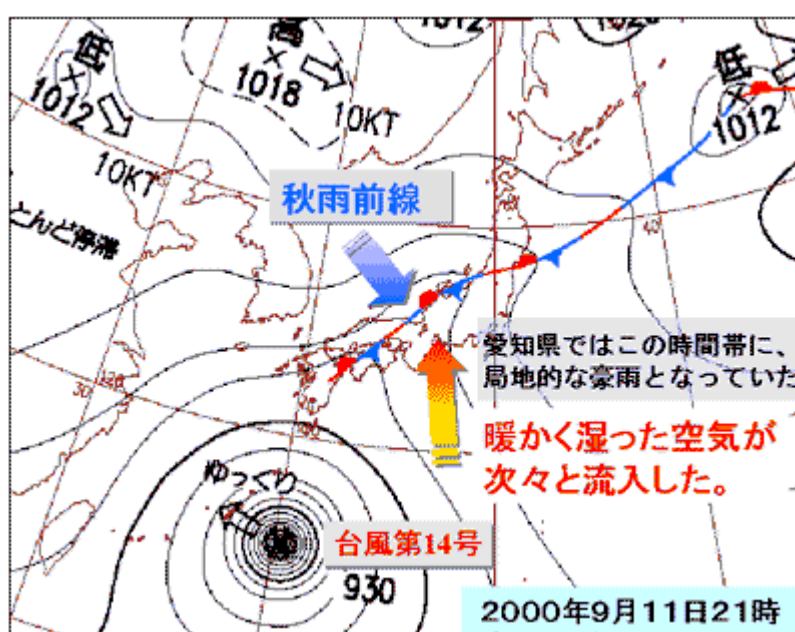 1012
1020
低
1012
10KT
高
1018
10KT
低
1012
秋雨前線
とんど停滞
40
愛知県ではこの時間帯に、
局地的な豪雨となっていた
30
暖かく湿った空気が
次々と流入した。
ゆっくり
台風第14号
930
2000年9月11日21時